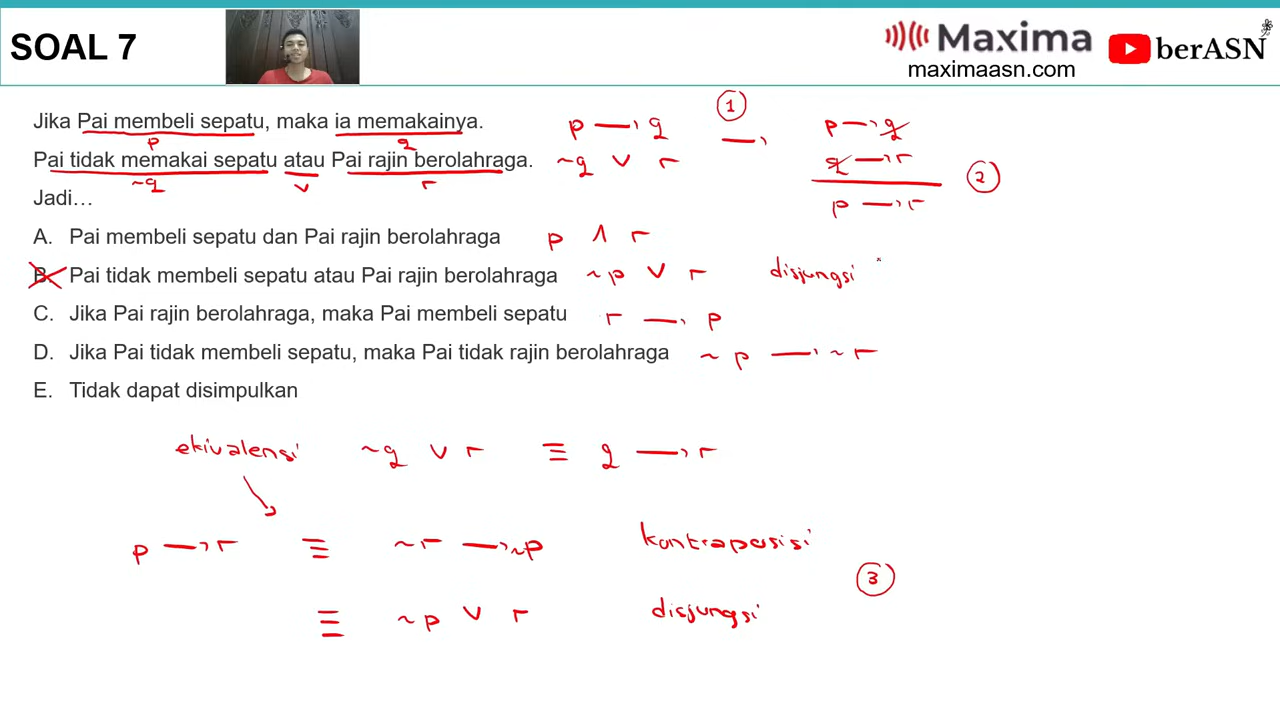 SOAL 7
Maxima
maximaasn.com
berASN
Jika Pai membeli sepatu, maka ia memakainya.
p q
p → q
①
→
p → q
Pai tidak memakai sepatu atau Pai rajin berolahraga.
~q v r
~q v r
q → r
②
Jadi...
p → r
A. Pai membeli sepatu dan Pai rajin berolahraga
p ∧ r
B. Pai tidak membeli sepatu atau Pai rajin berolahraga
~p v r disjungsi
C. Jika Pai rajin berolahraga, maka Pai membeli sepatu
r → p
D. Jika Pai tidak membeli sepatu, maka Pai tidak rajin berolahraga
~p → ~r
E. Tidak dapat disimpulkan
ekivalensi ~q v r ≡ q → r
p → r ≡ ~r → ~p kontraposisi
③
≡ ~p v r disjungsi